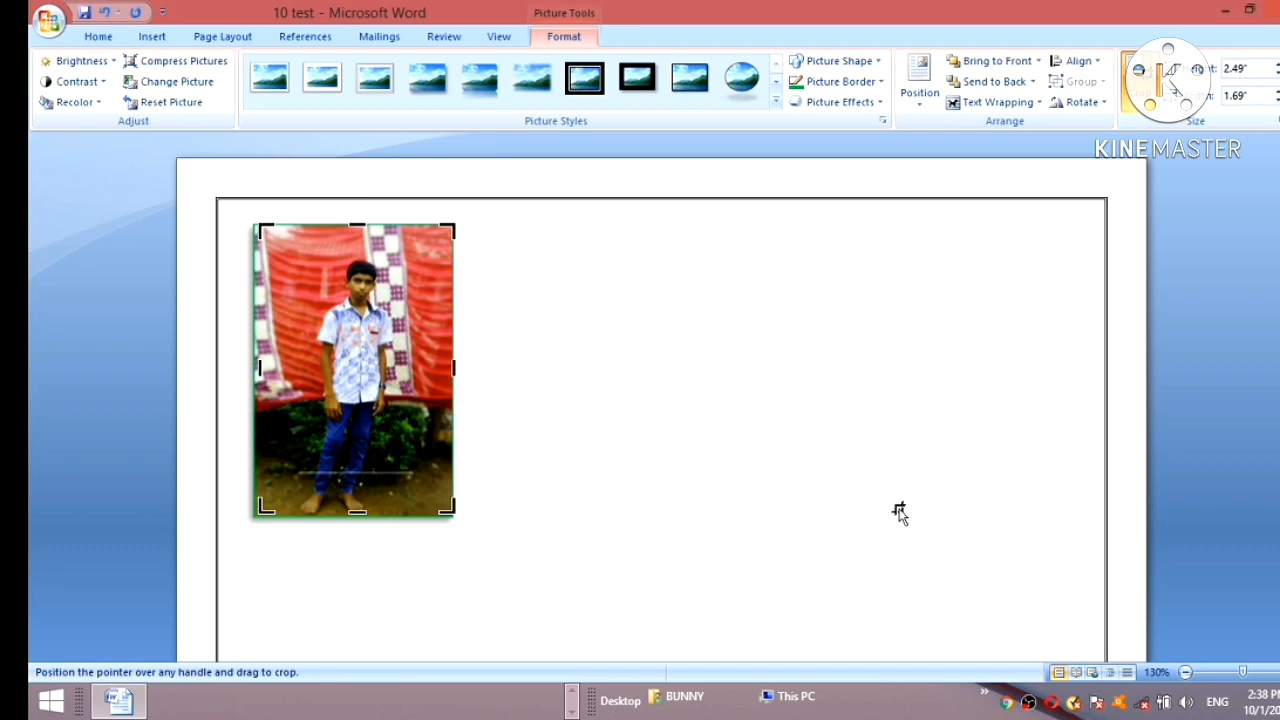 10 test - Microsoft Word
Picture Tools
Home Insert Page Layout References Mailings Review View Format
Brightness Compress Pictures Picture Shape Bring to Front Align 2.49"
Contrast Change Picture Picture Border Position Send to Back Group
Recolor Reset Picture Picture Effects Text Wrapping Rotate 1.69"
Adjust Picture Styles Arrange Size
KINEMASTER
Position the pointer over any handle and drag to crop. 130%
Desktop BUNNY This PC ENG
2:38 PM
10/1/20